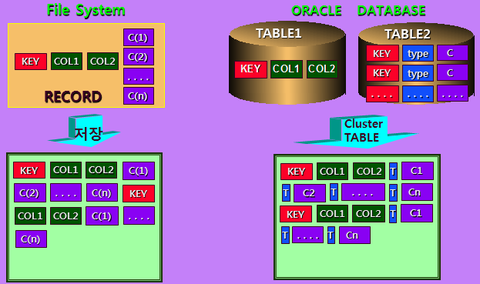 File System
ORACLE DATABASE
KEY COL1 COL2
C(1)
C(2)
....
C(n)
RECORD
TABLE1
KEY COL1 COL2
TABLE2
KEY type C
KEY type C
.... .... ....
저장
Cluster
TABLE
KEY COL1 COL2 C(1)
C(2) .... C(n) KEY
COL1 COL2 C(1) ....
C(n)
KEY COL1 COL2 T C1
T C2 T .... T Cn
KEY COL1 COL2 T C1
T .... T Cn